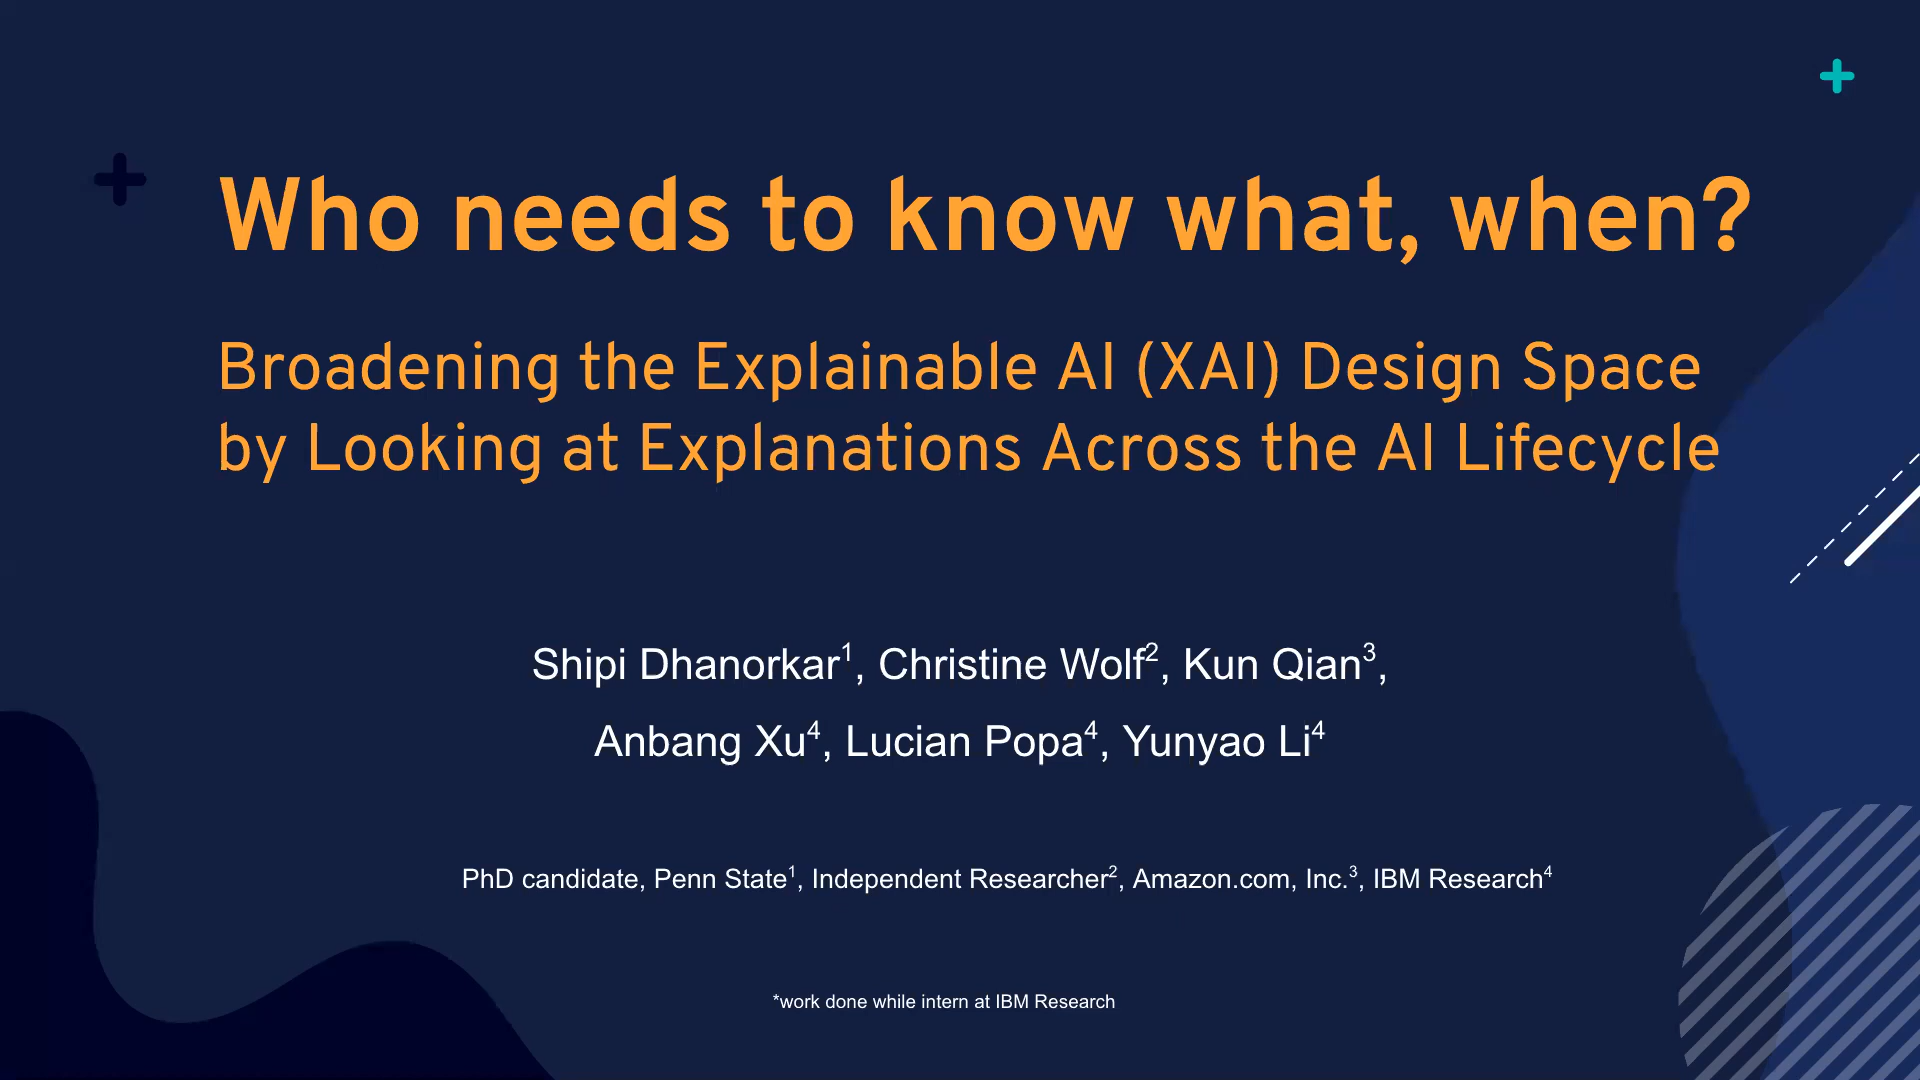 Who needs to know what, when?
Broadening the Explainable AI (XAI) Design Space
by Looking at Explanations Across the AI Lifecycle
Shipi Dhanorkar¹, Christine Wolf², Kun Qian³,
Anbang Xu⁴, Lucian Popa⁴, Yunyao Li⁴
PhD candidate, Penn State¹, Independent Researcher², Amazon.com, Inc.³, IBM Research⁴
*work done while intern at IBM Research